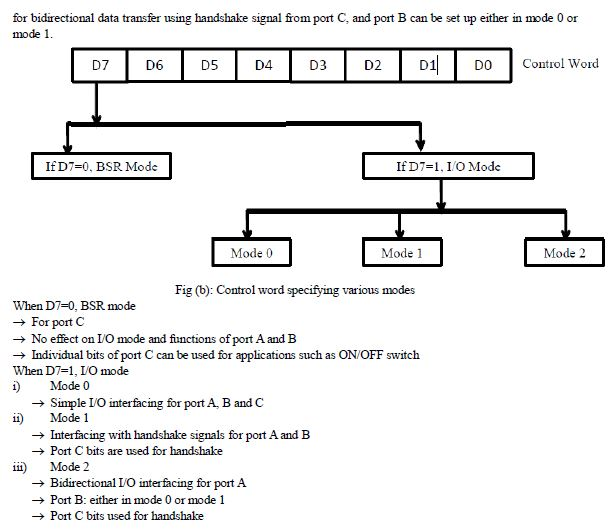 for bidirectional data transfer using handshake signal from port C, and port B can be set up either in mode 0 or
mode 1.
D7 D6 D5 D4 D3 D2 D1 D0 Control Word
If D7=0, BSR Mode If D7=1, I/O Mode
Mode 0 Mode 1 Mode 2
Fig (b): Control word specifying various modes
When D7=0, BSR mode
→ For port C
→ No effect on I/O mode and functions of port A and B
→ Individual bits of port C can be used for applications such as ON/OFF switch
When D7=1, I/O mode
i) Mode 0
→ Simple I/O interfacing for port A, B and C
ii) Mode 1
→ Interfacing with handshake signals for port A and B
→ Port C bits are used for handshake
iii) Mode 2
→ Bidirectional I/O interfacing for port A
→ Port B: either in mode 0 or mode 1
→ Port C bits used for handshake